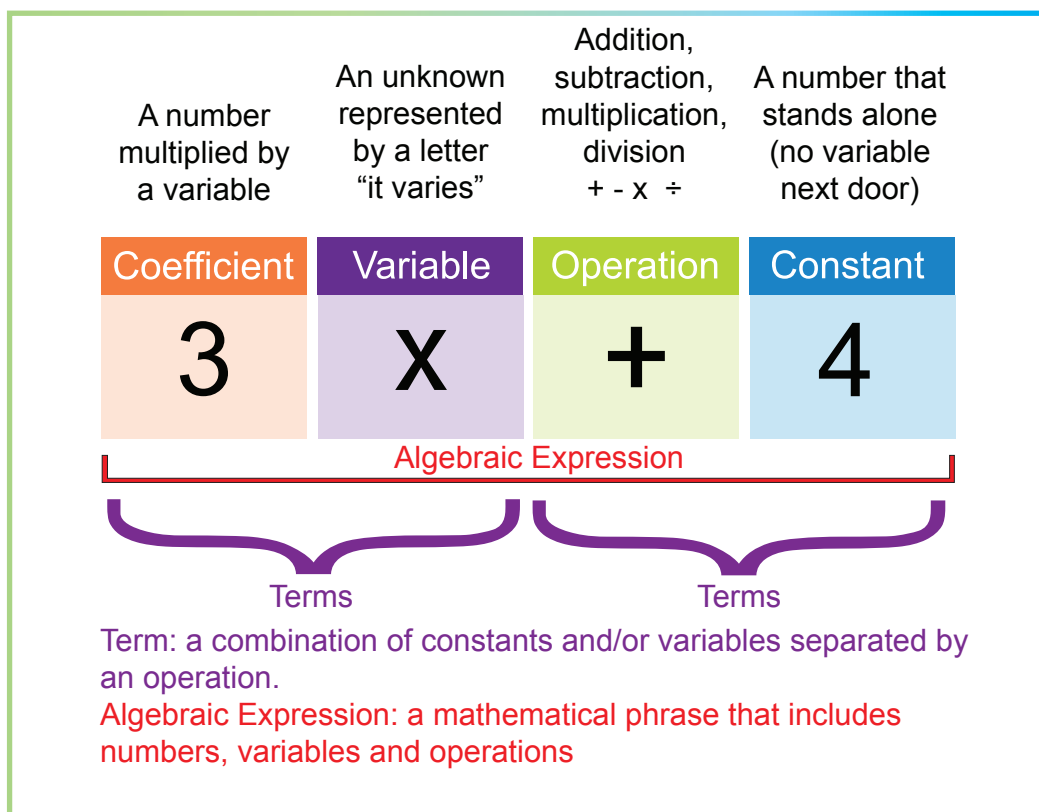 A number
multiplied by
a variable
An unknown
represented
by a letter
“it varies”
Addition,
subtraction,
multiplication,
division
+ - x ÷
A number that
stands alone
(no variable
next door)
Coefficient
Variable
Operation
Constant
3
x
+
4
Algebraic Expression
Terms
Terms
Term: a combination of constants and/or variables separated by
an operation.
Algebraic Expression: a mathematical phrase that includes
numbers, variables and operations